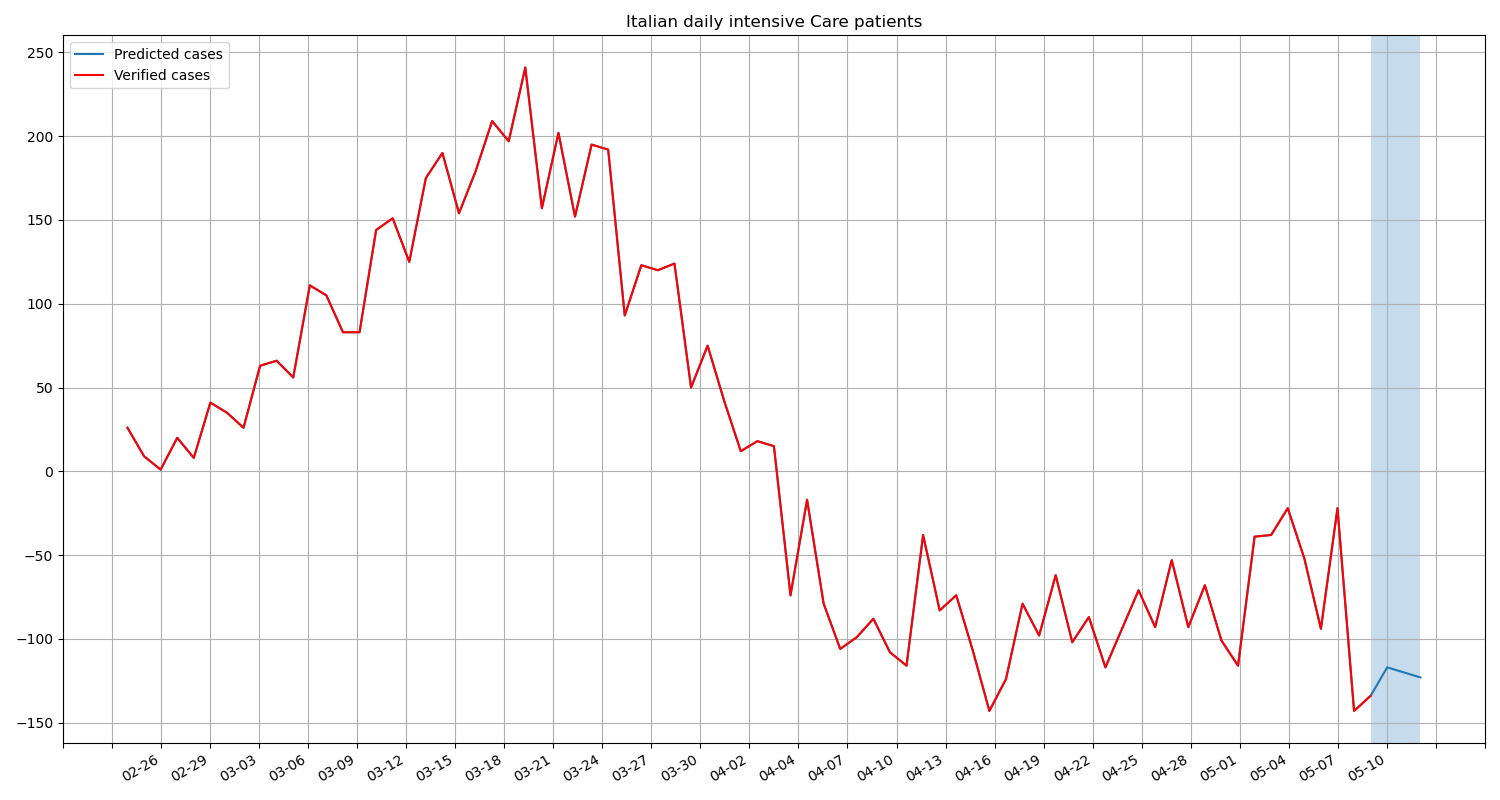 Italian daily intensive Care patients
Predicted cases
Verified cases
250
200
150
100
50
0
−50
−100
−150
02-26 02-29 03-03 03-06 03-09 03-12 03-15 03-18 03-21 03-24 03-27 03-30 04-02 04-04 04-07 04-10 04-13 04-16 04-19 04-22 04-25 04-28 05-01 05-04 05-07 05-10